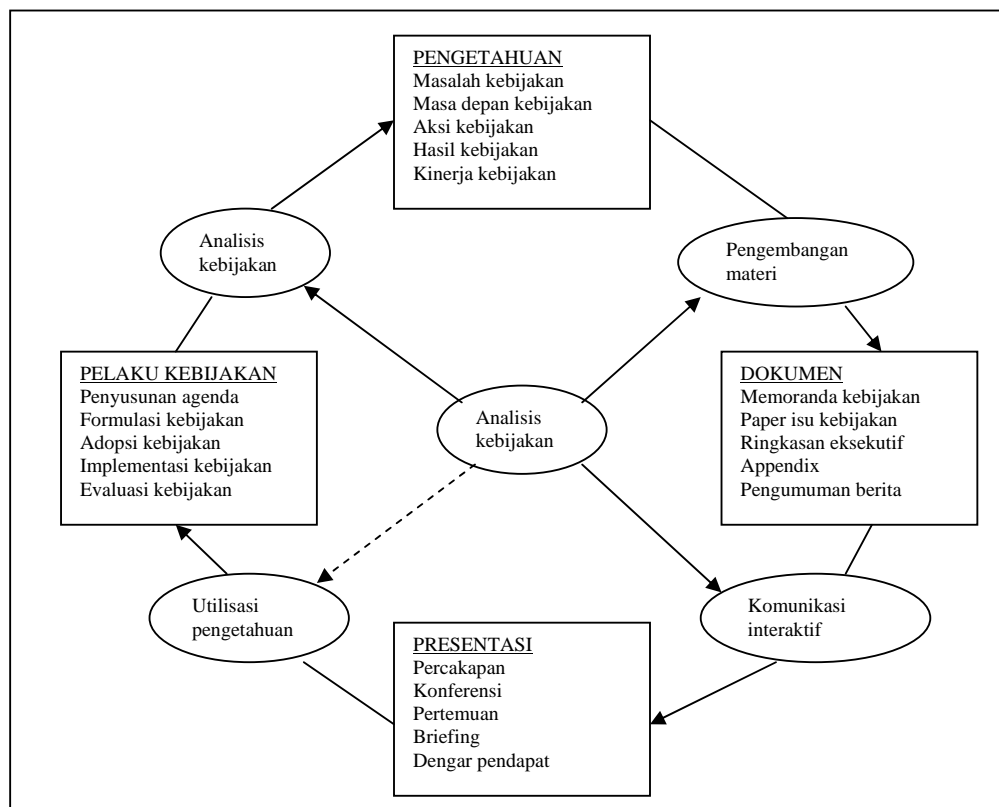 PENGETAHUAN
Masalah kebijakan
Masa depan kebijakan
Aksi kebijakan
Hasil kebijakan
Kinerja kebijakan
Analisis
kebijakan
Pengembangan
materi
PELAKU KEBIJAKAN
Penyusunan agenda
Formulasi kebijakan
Adopsi kebijakan
Implementasi kebijakan
Evaluasi kebijakan
Analisis
kebijakan
DOKUMEN
Memoranda kebijakan
Paper isu kebijakan
Ringkasan eksekutif
Appendix
Pengumuman berita
Utilisasi
pengetahuan
Komunikasi
interaktif
PRESENTASI
Percakapan
Konferensi
Pertemuan
Briefing
Dengar pendapat